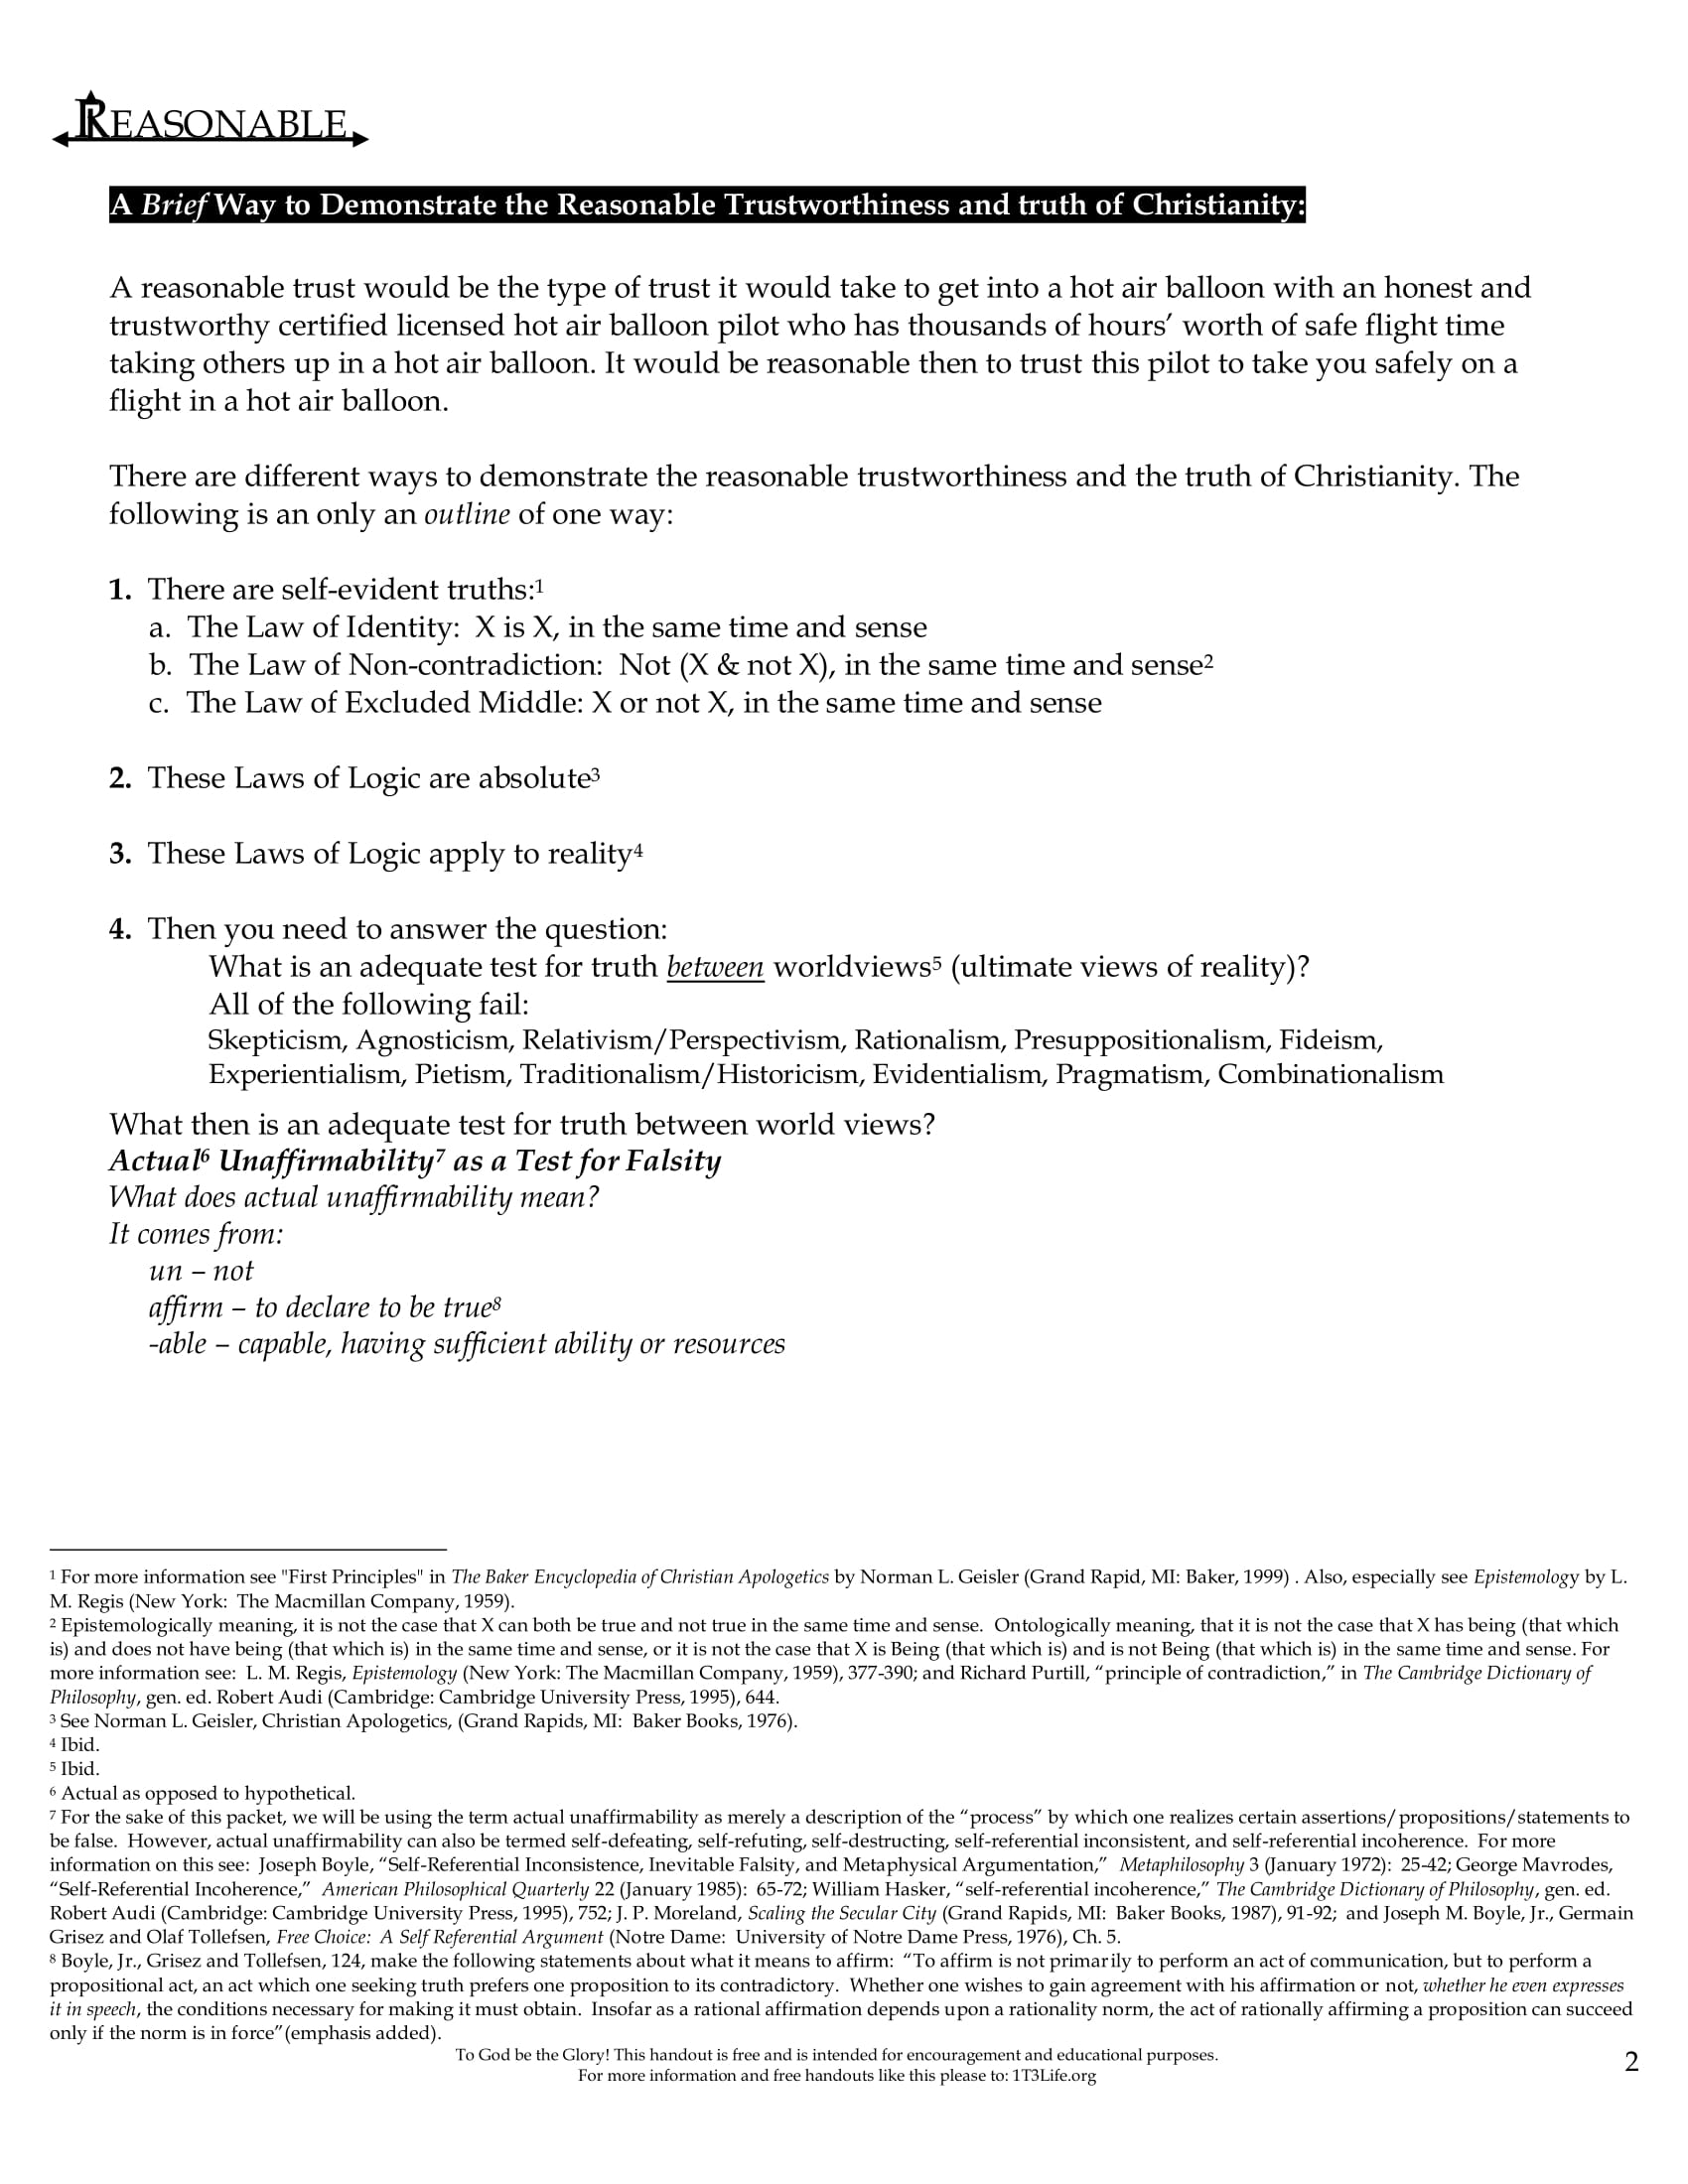 REASONABLE
A Brief Way to Demonstrate the Reasonable Trustworthiness and truth of Christianity:
A reasonable trust would be the type of trust it would take to get into a hot air balloon with an honest and
trustworthy certified licensed hot air balloon pilot who has thousands of hours’ worth of safe flight time
taking others up in a hot air balloon. It would be reasonable then to trust this pilot to take you safely on a
flight in a hot air balloon.
There are different ways to demonstrate the reasonable trustworthiness and the truth of Christianity. The
following is an only an outline of one way:
1. There are self-evident truths:¹
a. The Law of Identity: X is X, in the same time and sense
b. The Law of Non-contradiction: Not (X & not X), in the same time and sense²
c. The Law of Excluded Middle: X or not X, in the same time and sense
2. These Laws of Logic are absolute³
3. These Laws of Logic apply to reality⁴
4. Then you need to answer the question:
What is an adequate test for truth between worldviews⁵ (ultimate views of reality)?
All of the following fail:
Skepticism, Agnosticism, Relativism/Perspectivism, Rationalism, Presuppositionalism, Fideism,
Experientialism, Pietism, Traditionalism/Historicism, Evidentialism, Pragmatism, Combinationalism
What then is an adequate test for truth between world views?
Actual⁶ Unaffirmability⁷ as a Test for Falsity
What does actual unaffirmability mean?
It comes from:
un – not
affirm – to declare to be true⁸
-able – capable, having sufficient ability or resources
¹ For more information see "First Principles" in The Baker Encyclopedia of Christian Apologetics by Norman L. Geisler (Grand Rapid, MI: Baker, 1999) . Also, especially see Epistemology by L.
M. Regis (New York: The Macmillan Company, 1959).
² Epistemologically meaning, it is not the case that X can both be true and not true in the same time and sense. Ontologically meaning, that it is not the case that X has being (that which
is) and does not have being (that which is) in the same time and sense, or it is not the case that X is Being (that which is) and is not Being (that which is) in the same time and sense. For
more information see: L. M. Regis, Epistemology (New York: The Macmillan Company, 1959), 377-390; and Richard Purtill, “principle of contradiction,” in The Cambridge Dictionary of
Philosophy, gen. ed. Robert Audi (Cambridge: Cambridge University Press, 1995), 644.
³ See Norman L. Geisler, Christian Apologetics, (Grand Rapids, MI: Baker Books, 1976).
⁴ Ibid.
⁵ Ibid.
⁶ Actual as opposed to hypothetical.
⁷ For the sake of this packet, we will be using the term actual unaffirmability as merely a description of the “process” by which one realizes certain assertions/propositions/statements to
be false. However, actual unaffirmability can also be termed self-defeating, self-refuting, self-destructing, self-referential inconsistent, and self-referential incoherence. For more
information on this see: Joseph Boyle, “Self-Referential Inconsistence, Inevitable Falsity, and Metaphysical Argumentation,” Metaphilosophy 3 (January 1972): 25-42; George Mavrodes,
“Self-Referential Incoherence,” American Philosophical Quarterly 22 (January 1985): 65-72; William Hasker, “self-referential incoherence,” The Cambridge Dictionary of Philosophy, gen. ed.
Robert Audi (Cambridge: Cambridge University Press, 1995), 752; J. P. Moreland, Scaling the Secular City (Grand Rapids, MI: Baker Books, 1987), 91-92; and Joseph M. Boyle, Jr., Germain
Grisez and Olaf Tollefsen, Free Choice: A Self Referential Argument (Notre Dame: University of Notre Dame Press, 1976), Ch. 5.
⁸ Boyle, Jr., Grisez and Tollefsen, 124, make the following statements about what it means to affirm: “To affirm is not primarily to perform an act of communication, but to perform a
propositional act, an act which one seeking truth prefers one proposition to its contradictory. Whether one wishes to gain agreement with his affirmation or not, whether he even expresses
it in speech, the conditions necessary for making it must obtain. Insofar as a rational affirmation depends upon a rationality norm, the act of rationally affirming a proposition can succeed
only if the norm is in force”(emphasis added).
To God be the Glory! This handout is free and is intended for encouragement and educational purposes.
For more information and free handouts like this please to: 1T3Life.org
2